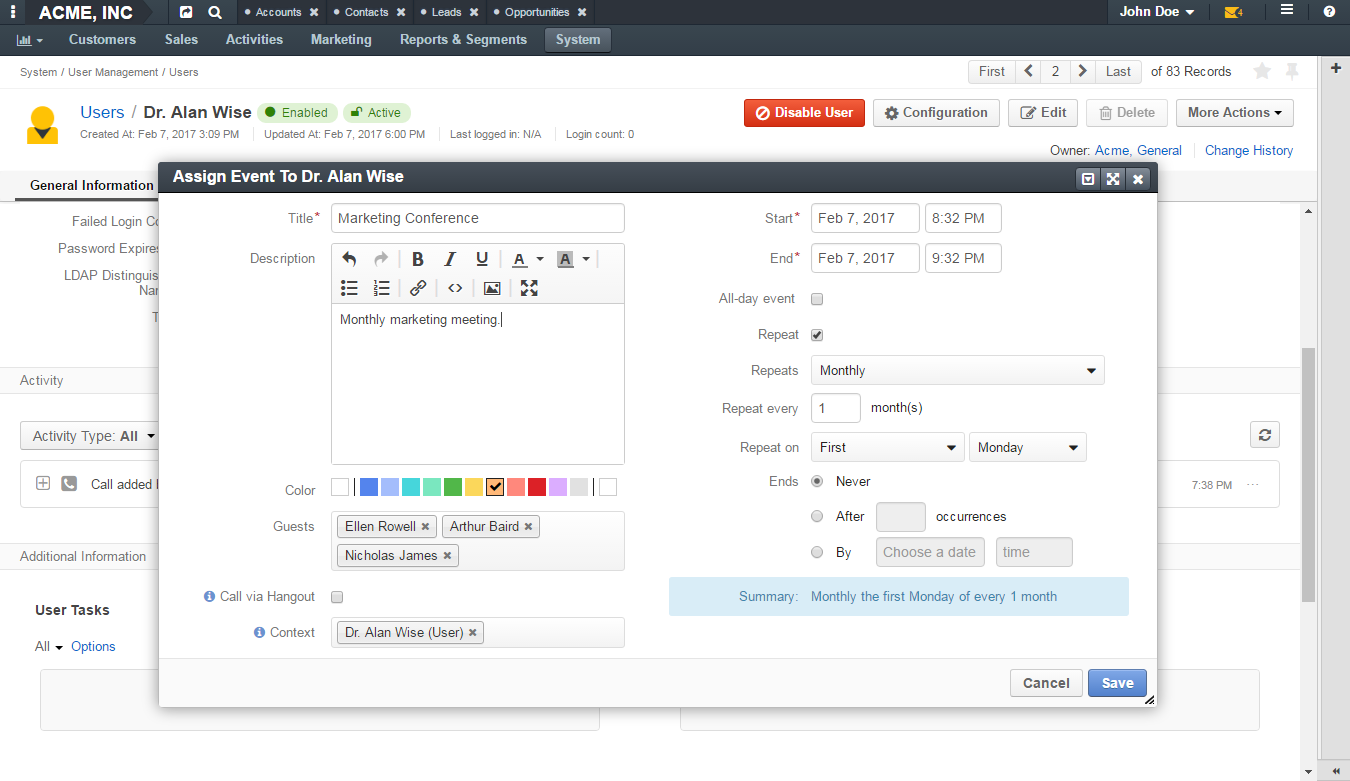 ACME, INC
Accounts ✖ Contacts ✖ Leads ✖ Opportunities ✖
John Doe
4
Customers Sales Activities Marketing Reports & Segments System
System / User Management / Users
First 2 Last of 83 Records
Users / Dr. Alan Wise Enabled Active
Disable User Configuration Edit Delete More Actions
Created At: Feb 7, 2017 3:09 PM Updated At: Feb 7, 2017 6:00 PM Last logged in: N/A Login count: 0
Owner: Acme, General Change History
General Information
Failed Login Co
Password Expires
LDAP Distinguis
Nam
Activity
Activity Type: All
Call added
7:38 PM ...
Additional Information
User Tasks
All Options
Assign Event To Dr. Alan Wise
Title* Marketing Conference
Description
B I U A A
Monthly marketing meeting.
Color
Guests Ellen Rowell ✖ Arthur Baird ✖
Nicholas James ✖
Call via Hangout
Context Dr. Alan Wise (User) ✖
Start* Feb 7, 2017 8:32 PM
End* Feb 7, 2017 9:32 PM
All-day event
Repeat
Repeats Monthly
Repeat every 1 month(s)
Repeat on First Monday
Ends Never
After occurrences
By Choose a date time
Summary: Monthly the first Monday of every 1 month
Cancel Save